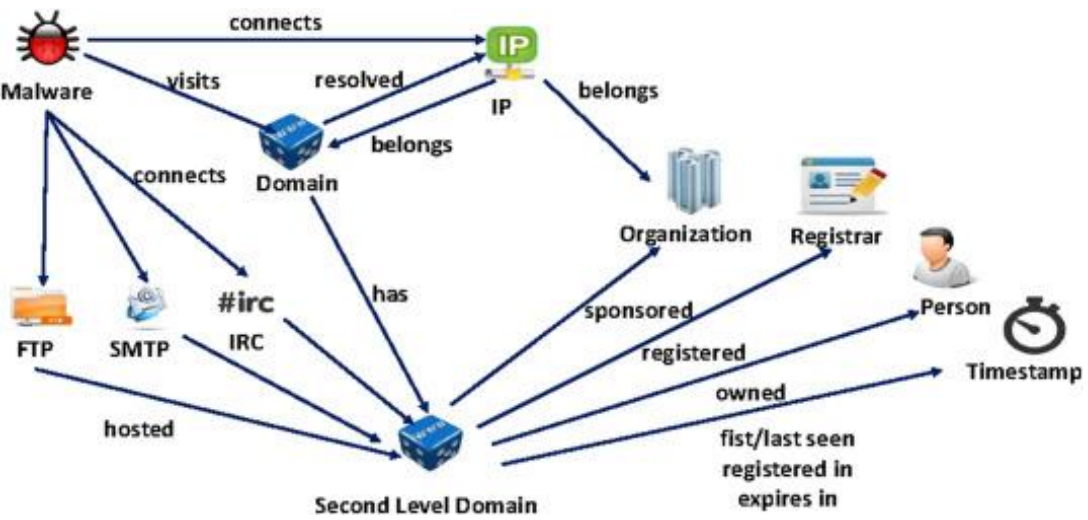 connects
IP
visits
resolved
Malware
IP
belongs
belongs
connects
Domain
Organization
Registrar
#irc
has
sponsored
Person
FTP
SMTP
IRC
registered
Timestamp
owned
hosted
fist/last seen
registered in
expires in
Second Level Domain